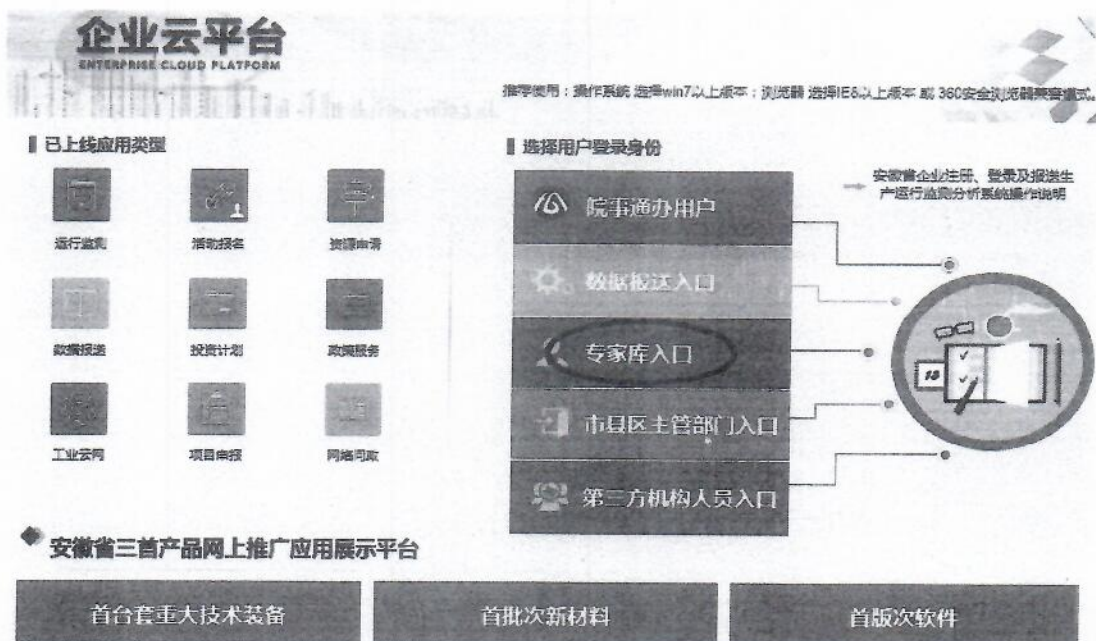 企业云平台
ENTERPRISE CLOUD PLATFORM
推荐使用：操作系统 选择win7以上版本；浏览器 选择IE8以上版本 或 360安全浏览器兼容模式。
已上线应用类型
运行监测
活动报名
资源申请
数据报送
投资计划
政策服务
工业云网
项目申报
网络问政
选择用户登录身份
皖事通办用户
数据报送入口
专家库入口
市县区主管部门入口
第三方机构人员入口
安徽省企业注册、登录及报送生
产运行监测分析系统操作说明
18
安徽省三首产品网上推广应用展示平台
首台套重大技术装备
首批次新材料
首版次软件